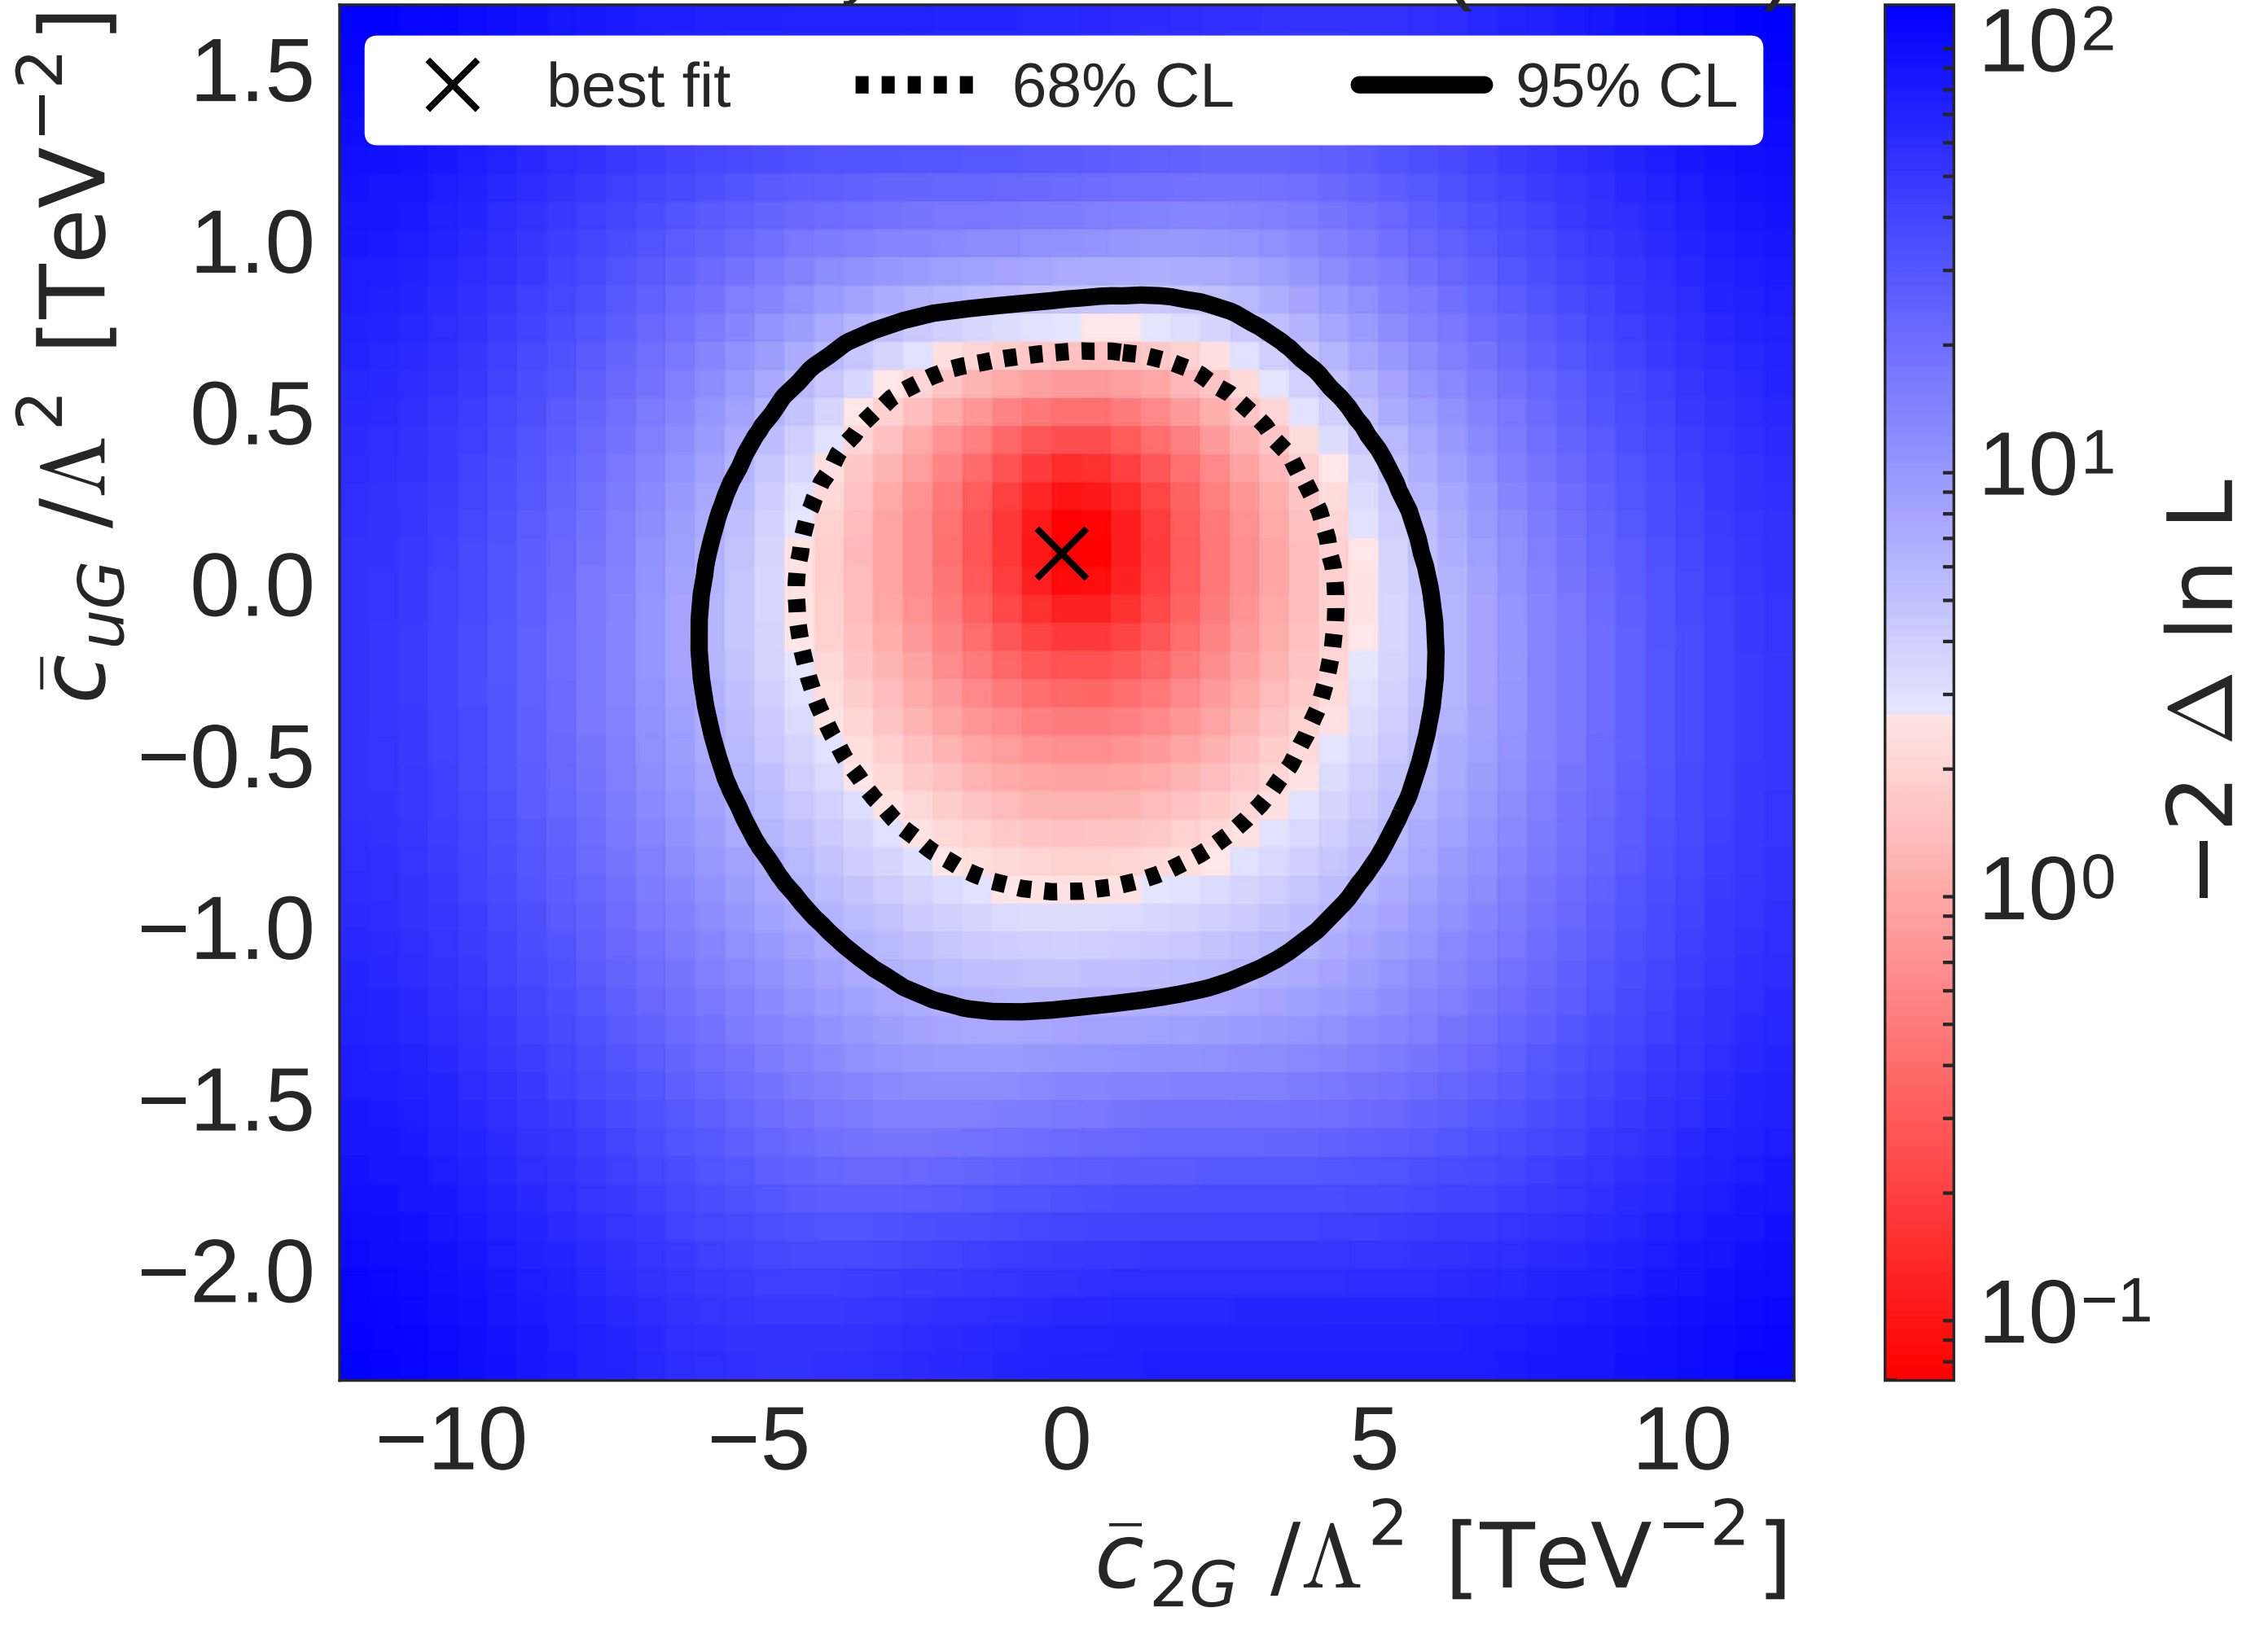 best fit 68% CL 95% CL
c̄uG /Λ² [TeV⁻²]
1.5
1.0
0.5
0.0
−0.5
−1.0
−1.5
−2.0
−10 −5 0 5 10
c̄2G /Λ² [TeV⁻²]
10²
10¹
10⁰
10⁻¹
−2 Δ ln L